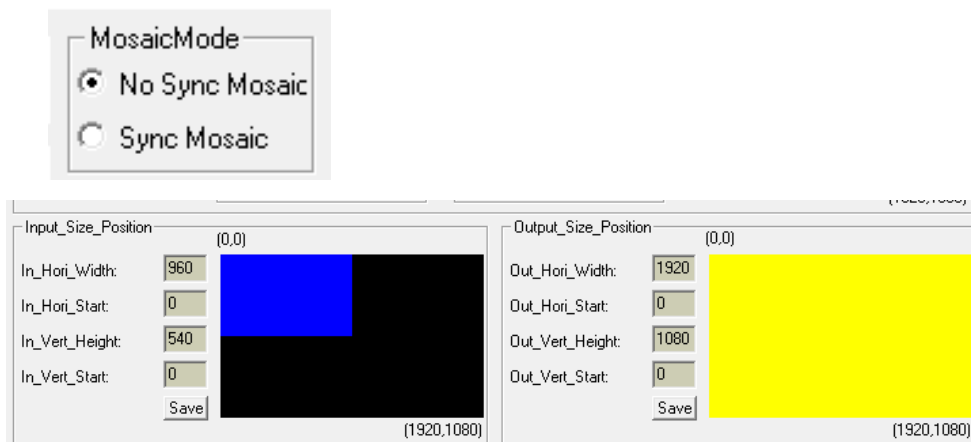 MosaicMode
No Sync Mosaic
Sync Mosaic
Input_Size_Position
(0,0)
In_Hori_Width: 960
In_Hori_Start: 0
In_Vert_Height: 540
In_Vert_Start: 0
Save
(1920,1080)
Output_Size_Position
(0,0)
Out_Hori_Width: 1920
Out_Hori_Start: 0
Out_Vert_Height: 1080
Out_Vert_Start: 0
Save
(1920,1080)